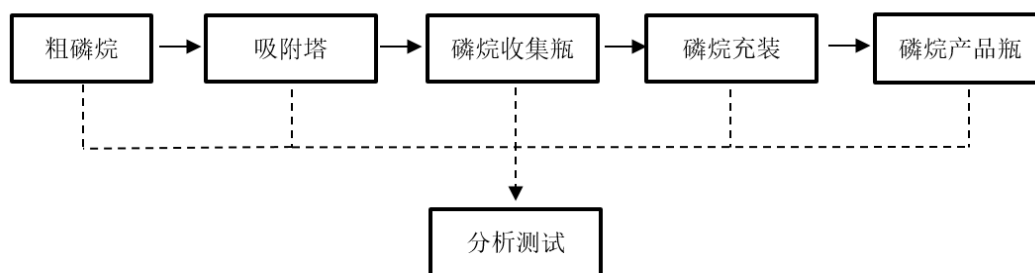 粗磷烷
吸附塔
磷烷收集瓶
磷烷充装
磷烷产品瓶
分析测试